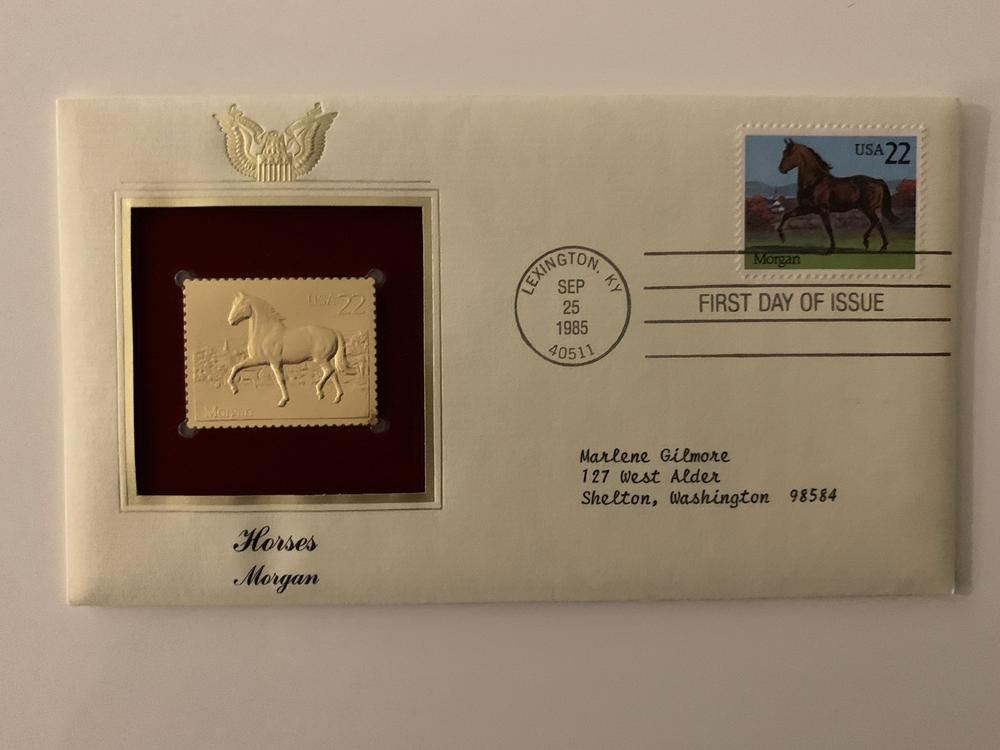 USA 22
Morgan
USA 22
Morgan
LEXINGTON, KY
SEP
25
1985
40511
FIRST DAY OF ISSUE
Marlene Gilmore
127 West Alder
Shelton, Washington 98584
Horses
Morgan